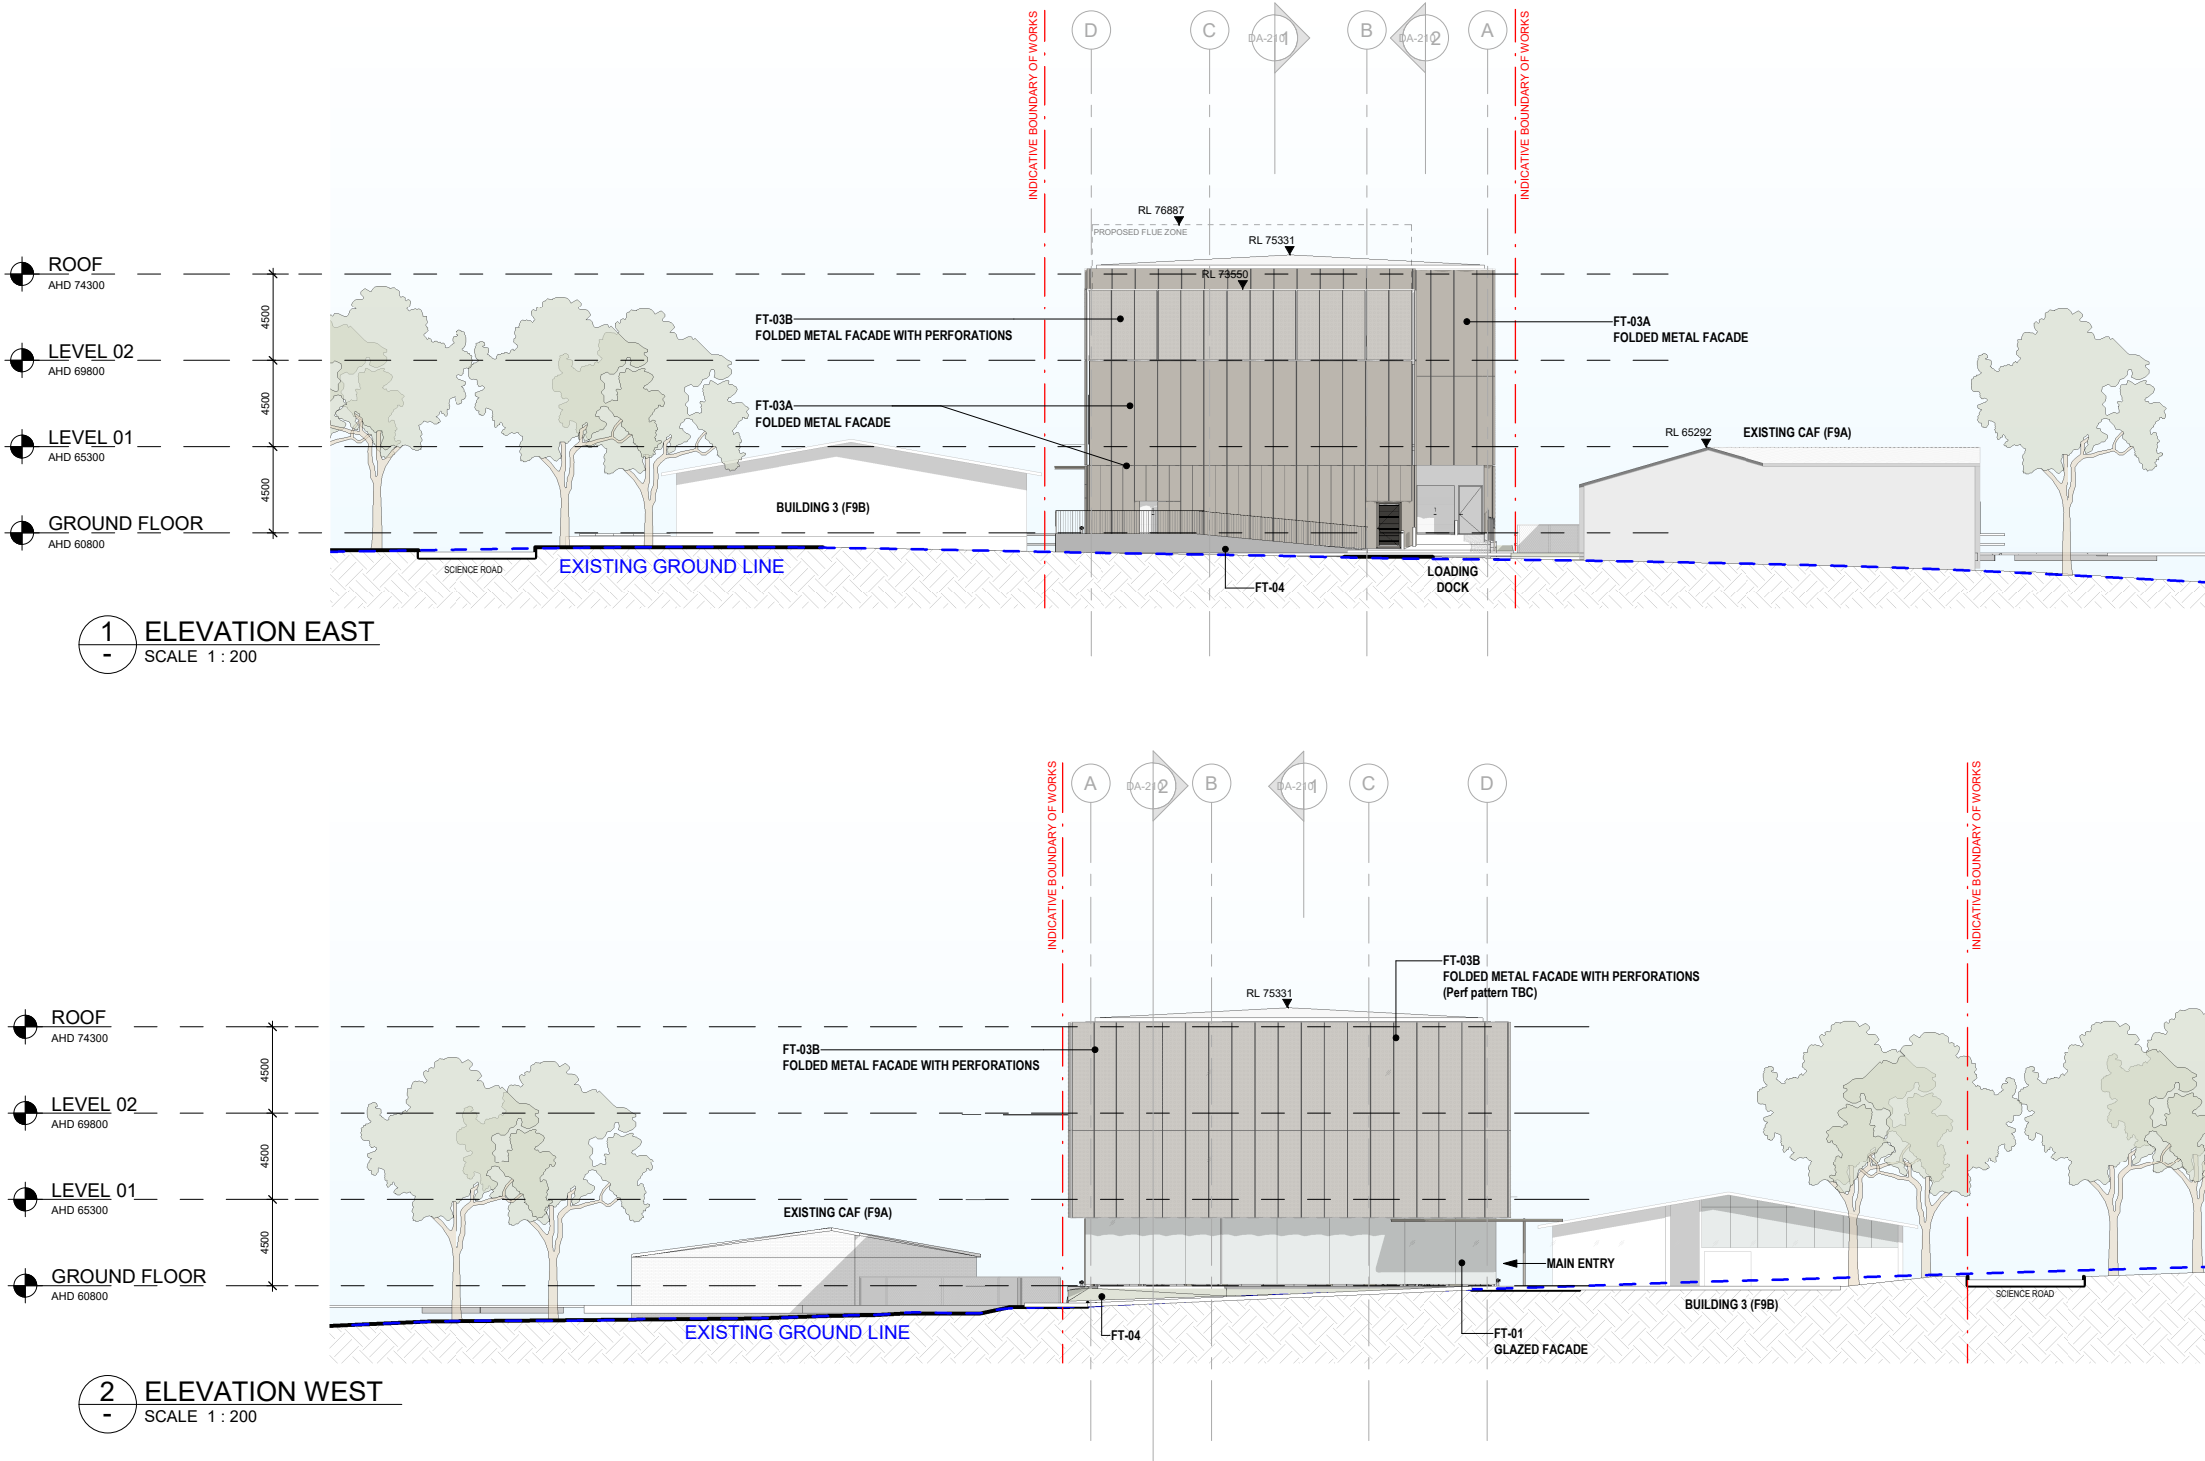 INDICATIVE BOUNDARY OF WORKS
D
C
DA-210
1
B
DA-210
2
A
INDICATIVE BOUNDARY OF WORKS
RL 76887
PROPOSED FLUE ZONE
RL 75331
RL 73550
ROOF
AHD 74300
4500
FT-03B
FOLDED METAL FACADE WITH PERFORATIONS
FT-03A
FOLDED METAL FACADE
LEVEL 02
AHD 69800
4500
FT-03A
FOLDED METAL FACADE
LEVEL 01
AHD 65300
RL 65292
EXISTING CAF (F9A)
4500
BUILDING 3 (F9B)
GROUND FLOOR
AHD 60800
SCIENCE ROAD
EXISTING GROUND LINE
FT-04
LOADING
DOCK
1
-
ELEVATION EAST
SCALE 1 : 200
INDICATIVE BOUNDARY OF WORKS
A
DA-210
2
B
DA-210
1
C
D
INDICATIVE BOUNDARY OF WORKS
FT-03B
FOLDED METAL FACADE WITH PERFORATIONS
(Perf pattern TBC)
RL 75331
ROOF
AHD 74300
4500
FT-03B
FOLDED METAL FACADE WITH PERFORATIONS
LEVEL 02
AHD 69800
4500
LEVEL 01
AHD 65300
EXISTING CAF (F9A)
4500
MAIN ENTRY
GROUND FLOOR
AHD 60800
SCIENCE ROAD
BUILDING 3 (F9B)
EXISTING GROUND LINE
FT-04
FT-01
GLAZED FACADE
2
-
ELEVATION WEST
SCALE 1 : 200